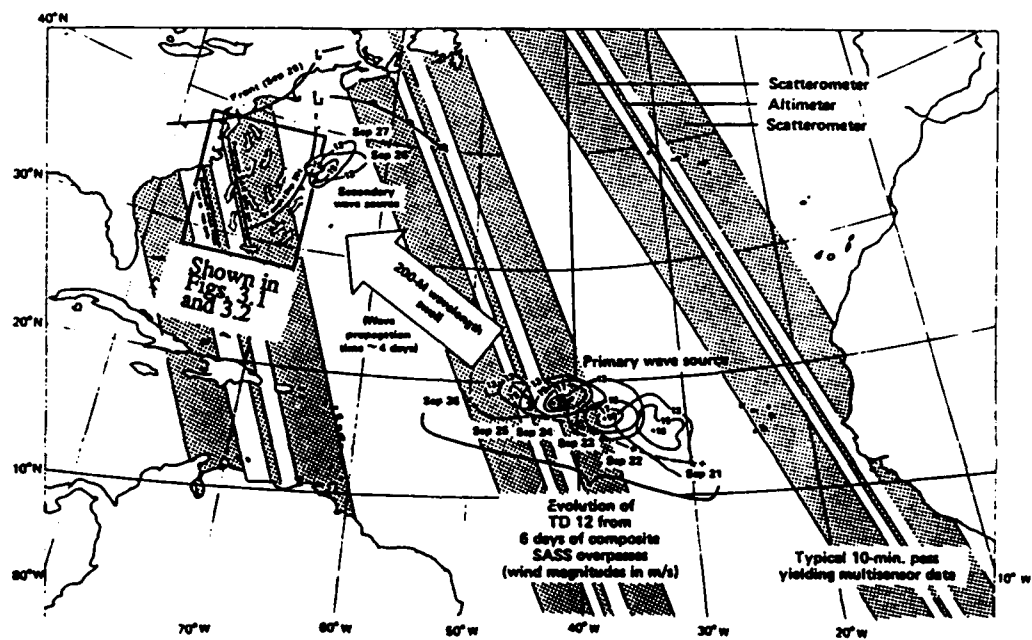 40°N
Front (Sep 26)
L
L
Scatterometer
Altimeter
Scatterometer
Sep 27
30°N
Secondary
wave source
Shown in
Figs. 3.1
and 3.2
200-M wavelength
swell
(Wave
propagation
time ~ 4 days)
20°N
Primary wave source
Sep 26
Sep 25
Sep 24
Sep 23
Sep 22
Sep 21
10°N
Evolution of
TD 12 from
6 days of composite
SASS overpasses
(wind magnitudes in m/s)
Typical 10-min. pass
yielding multisensor data
80°W
10° W
70° W
60° W
50° W
40° W
30° W
20° W